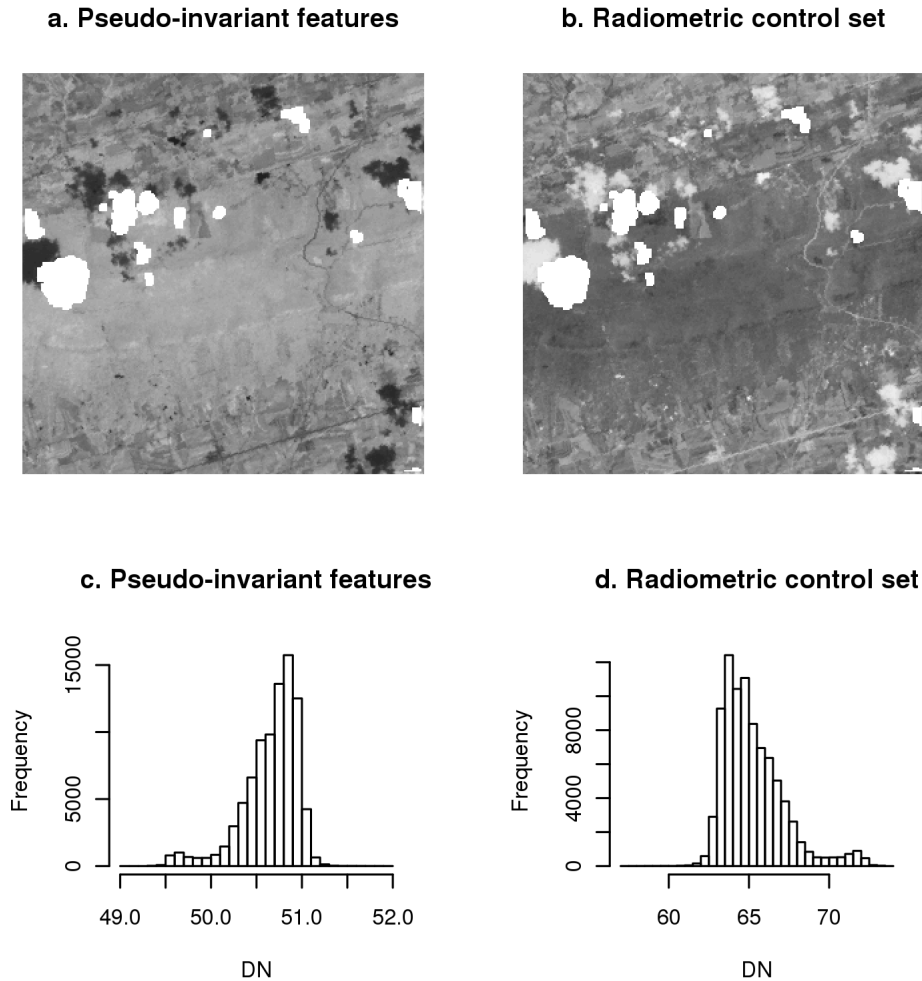 a. Pseudo-invariant features
b. Radiometric control set
c. Pseudo-invariant features
d. Radiometric control set
Frequency
0
5000
15000
49.0
50.0
51.0
52.0
DN
Frequency
0
4000
8000
60
65
70
DN